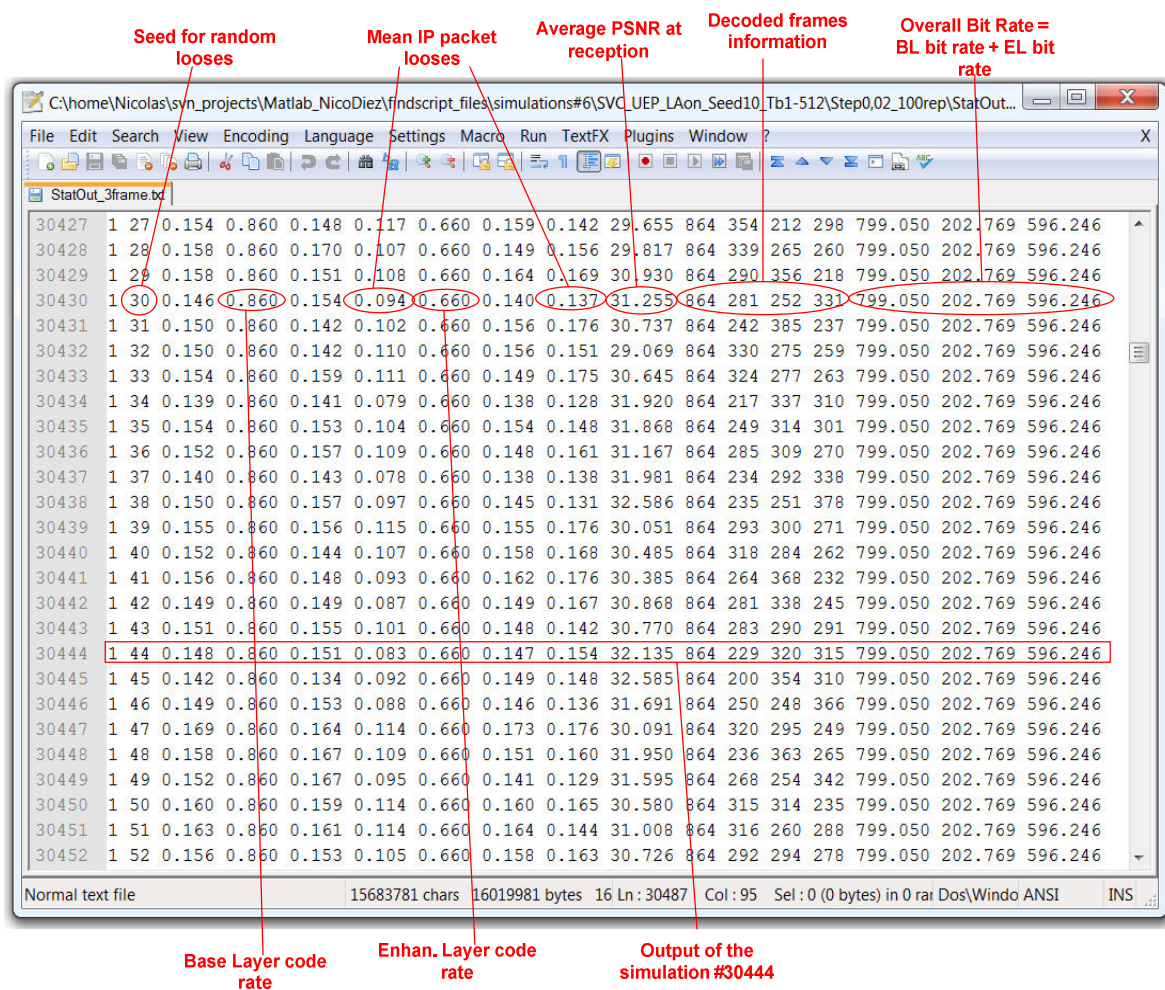 Seed for random
looses
Mean IP packet
looses
Average PSNR at
reception
Decoded frames
information
Overall Bit Rate =
BL bit rate + EL bit
rate
C:\home\Nicolas\svn_projects\Matlab_NicoDiez\findscript_files\simulations#6\SVC_UEP_LAon_Seed10_Tb1-512\Step0,02_100rep\StatOut...
File Edit Search View Encoding Language Settings Macro Run TextFX Plugins Window ? X
StatOut_3frame.txt
30427 1 27 0.154 0.860 0.148 0.117 0.660 0.159 0.142 29.655 864 354 212 298 799.050 202.769 596.246
30428 1 28 0.158 0.860 0.170 0.107 0.660 0.149 0.156 29.817 864 339 265 260 799.050 202.769 596.246
30429 1 29 0.158 0.860 0.151 0.108 0.660 0.164 0.169 30.930 864 290 356 218 799.050 202.769 596.246
30430 1 30 0.146 0.860 0.154 0.094 0.660 0.140 0.137 31.255 864 281 252 331 799.050 202.769 596.246
30431 1 31 0.150 0.860 0.142 0.102 0.660 0.156 0.176 30.737 864 242 385 237 799.050 202.769 596.246
30432 1 32 0.150 0.860 0.142 0.110 0.660 0.156 0.151 29.069 864 330 275 259 799.050 202.769 596.246
30433 1 33 0.154 0.860 0.159 0.111 0.660 0.149 0.175 30.645 864 324 277 263 799.050 202.769 596.246
30434 1 34 0.139 0.860 0.141 0.079 0.660 0.138 0.128 31.920 864 217 337 310 799.050 202.769 596.246
30435 1 35 0.154 0.860 0.153 0.104 0.660 0.154 0.148 31.868 864 249 314 301 799.050 202.769 596.246
30436 1 36 0.152 0.860 0.157 0.109 0.660 0.148 0.161 31.167 864 285 309 270 799.050 202.769 596.246
30437 1 37 0.140 0.860 0.143 0.078 0.660 0.138 0.138 31.981 864 234 292 338 799.050 202.769 596.246
30438 1 38 0.150 0.860 0.157 0.097 0.660 0.145 0.131 32.586 864 235 251 378 799.050 202.769 596.246
30439 1 39 0.155 0.860 0.156 0.115 0.660 0.155 0.176 30.051 864 293 300 271 799.050 202.769 596.246
30440 1 40 0.152 0.860 0.144 0.107 0.660 0.158 0.168 30.485 864 318 284 262 799.050 202.769 596.246
30441 1 41 0.156 0.860 0.148 0.093 0.660 0.162 0.176 30.385 864 264 368 232 799.050 202.769 596.246
30442 1 42 0.149 0.860 0.149 0.087 0.660 0.149 0.167 30.868 864 281 338 245 799.050 202.769 596.246
30443 1 43 0.151 0.860 0.155 0.101 0.660 0.148 0.142 30.770 864 283 290 291 799.050 202.769 596.246
30444 1 44 0.148 0.860 0.151 0.083 0.660 0.147 0.154 32.135 864 229 320 315 799.050 202.769 596.246
30445 1 45 0.142 0.860 0.134 0.092 0.660 0.149 0.148 32.585 864 200 354 310 799.050 202.769 596.246
30446 1 46 0.149 0.860 0.153 0.088 0.660 0.146 0.136 31.691 864 250 248 366 799.050 202.769 596.246
30447 1 47 0.169 0.860 0.164 0.114 0.660 0.173 0.176 30.091 864 320 295 249 799.050 202.769 596.246
30448 1 48 0.158 0.860 0.167 0.109 0.660 0.151 0.160 31.950 864 236 363 265 799.050 202.769 596.246
30449 1 49 0.152 0.860 0.167 0.095 0.660 0.141 0.129 31.595 864 268 254 342 799.050 202.769 596.246
30450 1 50 0.160 0.860 0.159 0.114 0.660 0.160 0.165 30.580 864 315 314 235 799.050 202.769 596.246
30451 1 51 0.163 0.860 0.161 0.114 0.660 0.164 0.144 31.008 864 316 260 288 799.050 202.769 596.246
30452 1 52 0.156 0.860 0.153 0.105 0.660 0.158 0.163 30.726 864 292 294 278 799.050 202.769 596.246
Normal text file 15683781 chars 16019981 bytes 16 Ln : 30487 Col : 95 Sel : 0 (0 bytes) in 0 rar Dos\Windo ANSI INS
Base Layer code
rate
Enhan. Layer code
rate
Output of the
simulation #30444